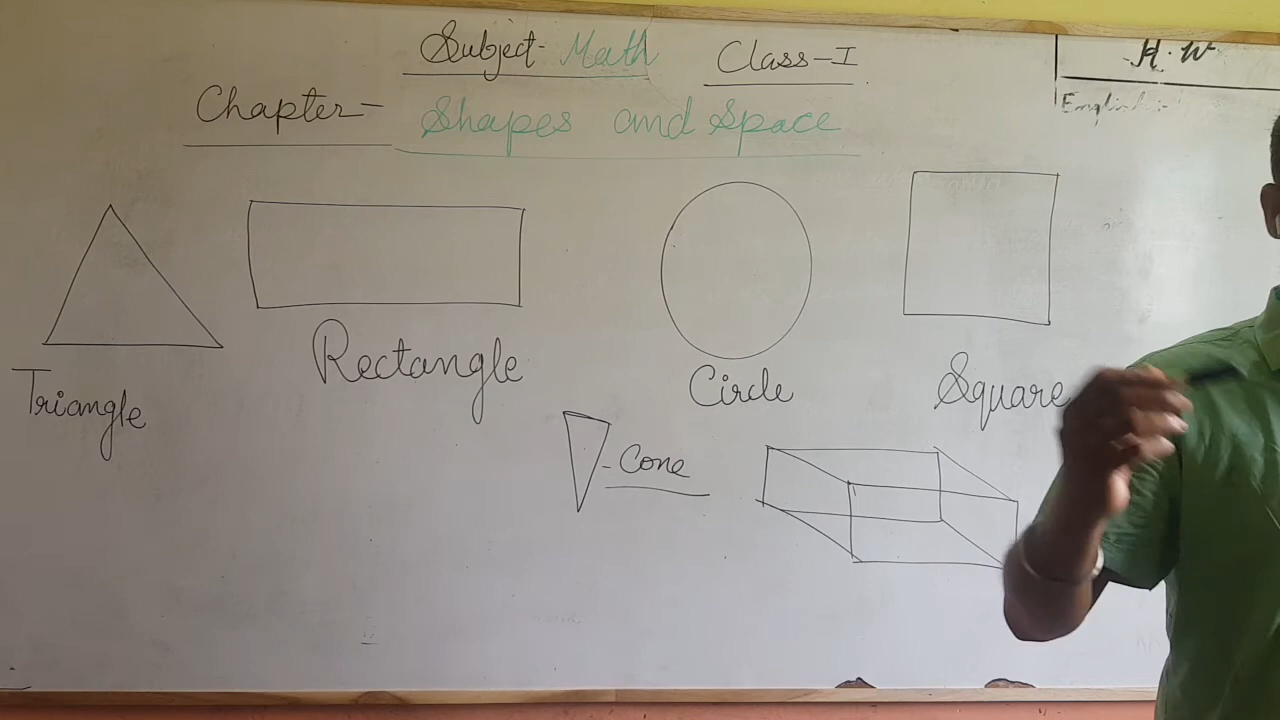 Subject- Math Class-I
H.W
Chapter- Shapes and Space
English :-
Triangle
Rectangle
Circle
Square
- Cone